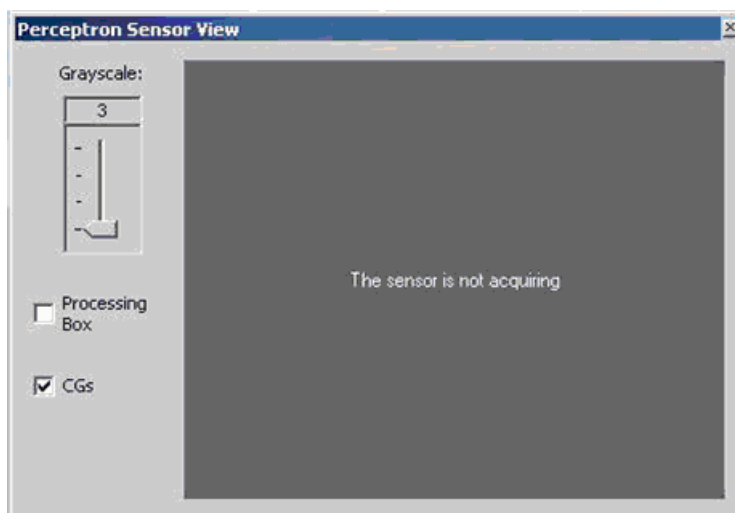 Perceptron Sensor View
Grayscale:
3
The sensor is not acquiring
Processing
Box
CGs